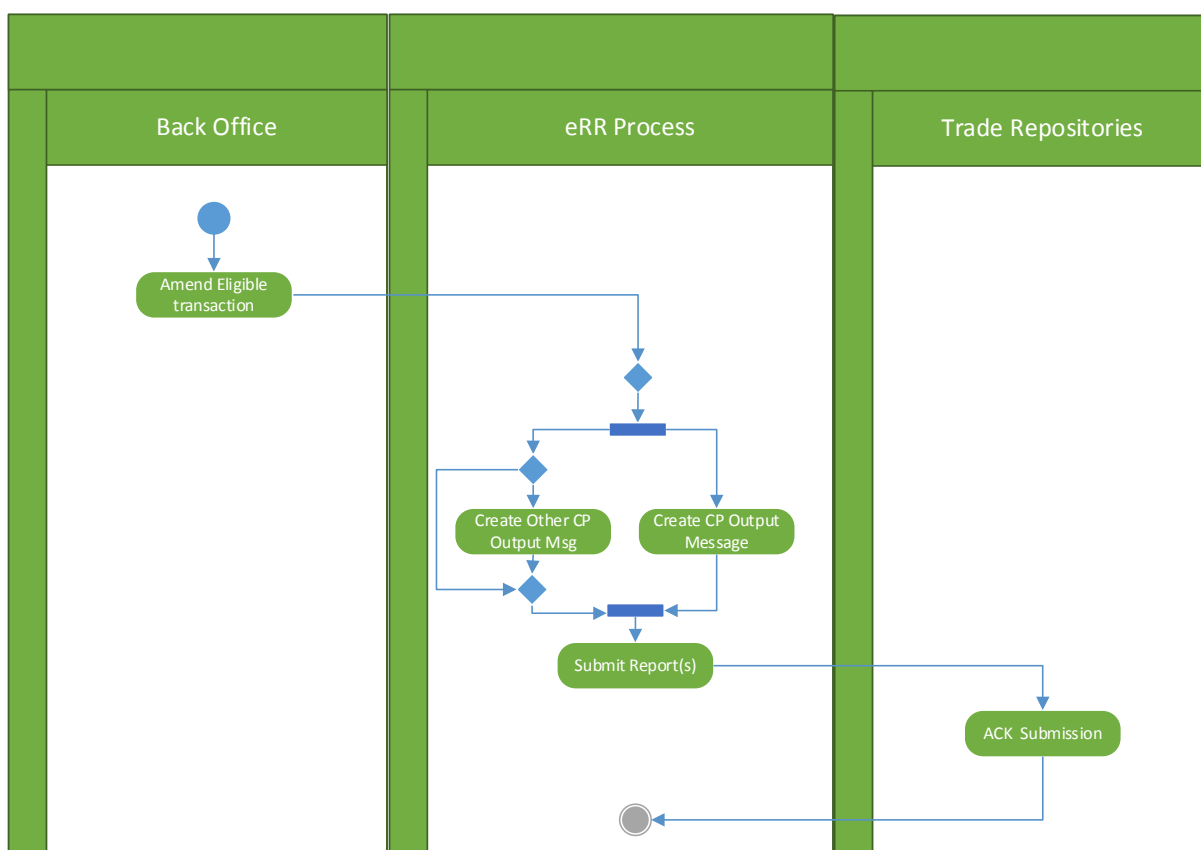 Back Office
eRR Process
Trade Repositories
Amend Eligible
transaction
Create Other CP
Output Msg
Create CP Output
Message
Submit Report(s)
ACK Submission